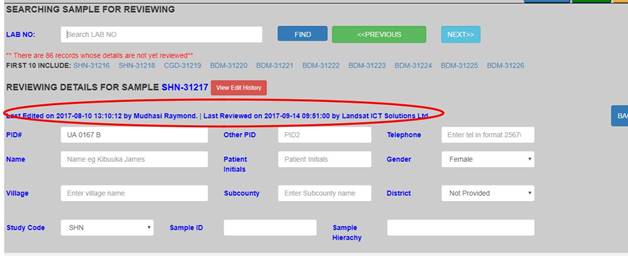 SEARCHING SAMPLE FOR REVIEWING
LAB NO: Search LAB NO FIND <<PREVIOUS NEXT>>
** There are 86 records whose details are not yet reviewed**
FIRST 10 INCLUDE: SHN-31216 SHN-31218 CGD-31219 BDM-31220 BDM-31221 BDM-31222 BDM-31223 BDM-31224 BDM-31225 BDM-31226
REVIEWING DETAILS FOR SAMPLE SHN-31217 View Edit History
Last Edited on 2017-08-10 13:10:12 by Mudhasi Raymond. | Last Reviewed on 2017-09-14 09:51:00 by Landsat ICT Solutions Ltd
BA
PID# UA 0167 B Other PID PID2 Telephone Enter tel in format 2567
Name Name eg Kibuuka James Patient Initials Patient Initials Gender Female
Village Enter village name Subcounty Enter Subcounty name District Not Provided
Study Code SHN Sample ID Sample Hierachy